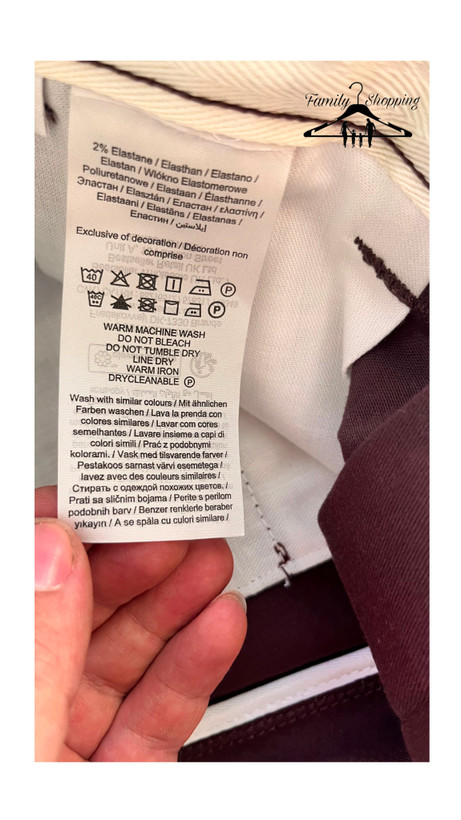 Family Shopping
2% Elastane / Elasthan / Elastano /
Elastan / Włókno Elastomerowe
Poliuretanowe / Elastaan / Élasthanne /
Эластан / Elasztán / Еластан / ελαστίνη /
Elastaani / Elastāns / Elastanas /
Еластин / إيلاستين
Exclusive of decoration / Décoration non
comprise
40 P
40C P
WARM MACHINE WASH
DO NOT BLEACH
DO NOT TUMBLE DRY
LINE DRY
WARM IRON
DRYCLEANABLE P
Wash with similar colours / Mit ähnlichen
Farben waschen / Lava la prenda con
colores similares / Lavar com cores
semelhantes / Lavare insieme a capi di
colori simili / Prać z podobnymi
kolorami. / Vask med tilsvarende farver /
Pestakoos sarnast värvi esemetega /
lavez avec des couleurs similaires /
Стирать с одеждой похожих цветов. /
Prati sa sličnim bojama / Perite s perilom
podobnih barv / Benzer renklerle beraber
yıkayın / A se spăla cu culori similare /